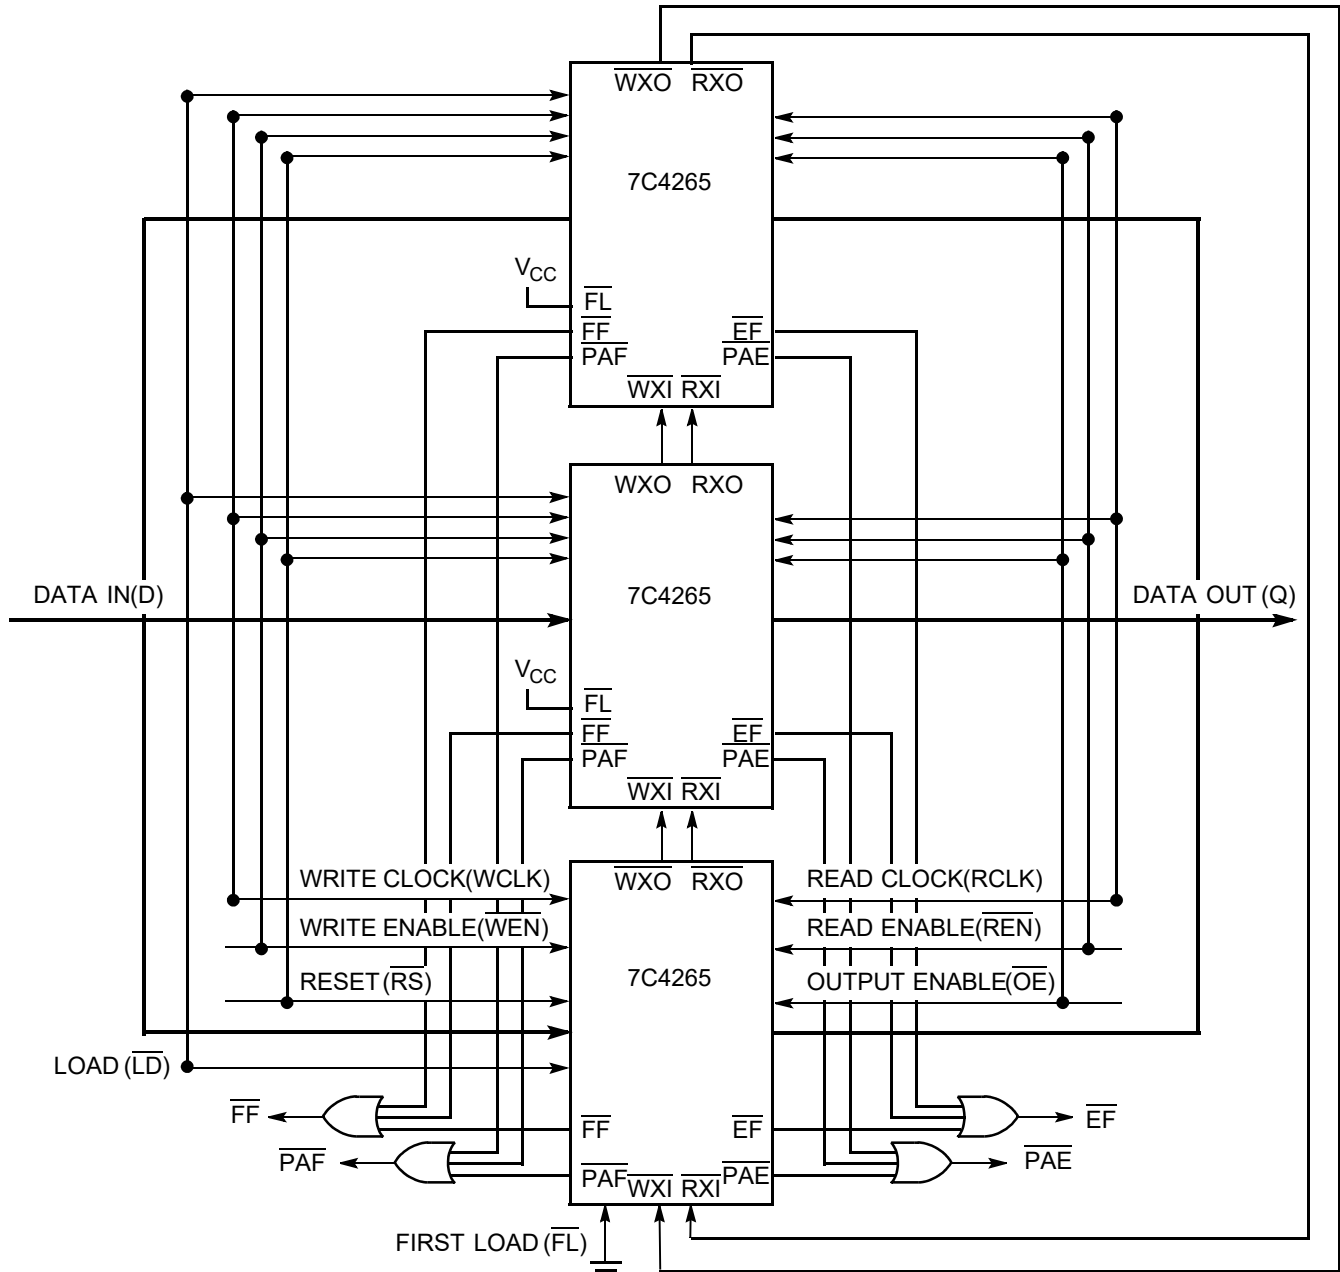 WXO RXO
7C4265
VCC
FL
FF EF
PAF PAE
WXI RXI
WXO RXO
7C4265
DATA IN(D) DATA OUT(Q)
VCC
FL
FF EF
PAF PAE
WXI RXI
WXO RXO
WRITE CLOCK(WCLK) READ CLOCK(RCLK)
WRITE ENABLE(WEN) READ ENABLE(REN)
7C4265
RESET(RS) OUTPUT ENABLE(OE)
LOAD(LD)
FF FF EF EF
PAF PAF PAE PAE
WXI RXI
FIRST LOAD(FL)